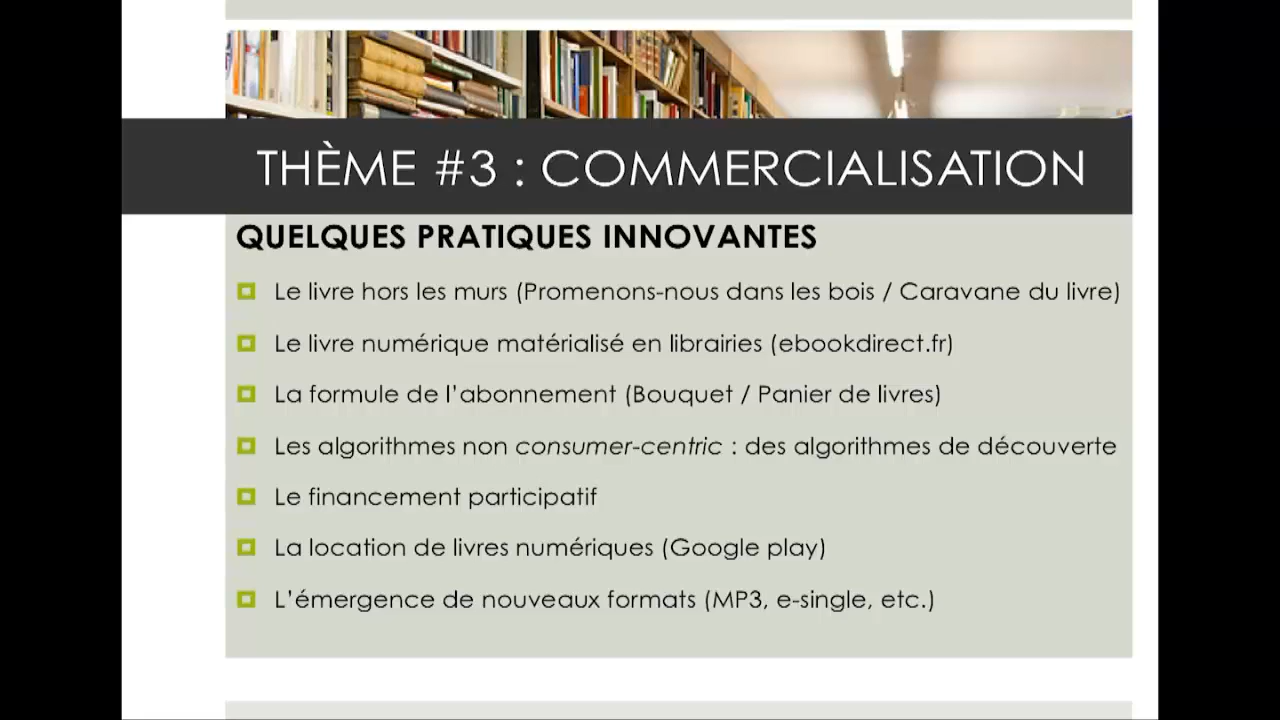 THÈME #3 : COMMERCIALISATION
QUELQUES PRATIQUES INNOVANTES
Le livre hors les murs (Promenons-nous dans les bois / Caravane du livre)
Le livre numérique matérialisé en librairies (ebookdirect.fr)
La formule de l'abonnement (Bouquet / Panier de livres)
Les algorithmes non consumer-centric : des algorithmes de découverte
Le financement participatif
La location de livres numériques (Google play)
L'émergence de nouveaux formats (MP3, e-single, etc.)